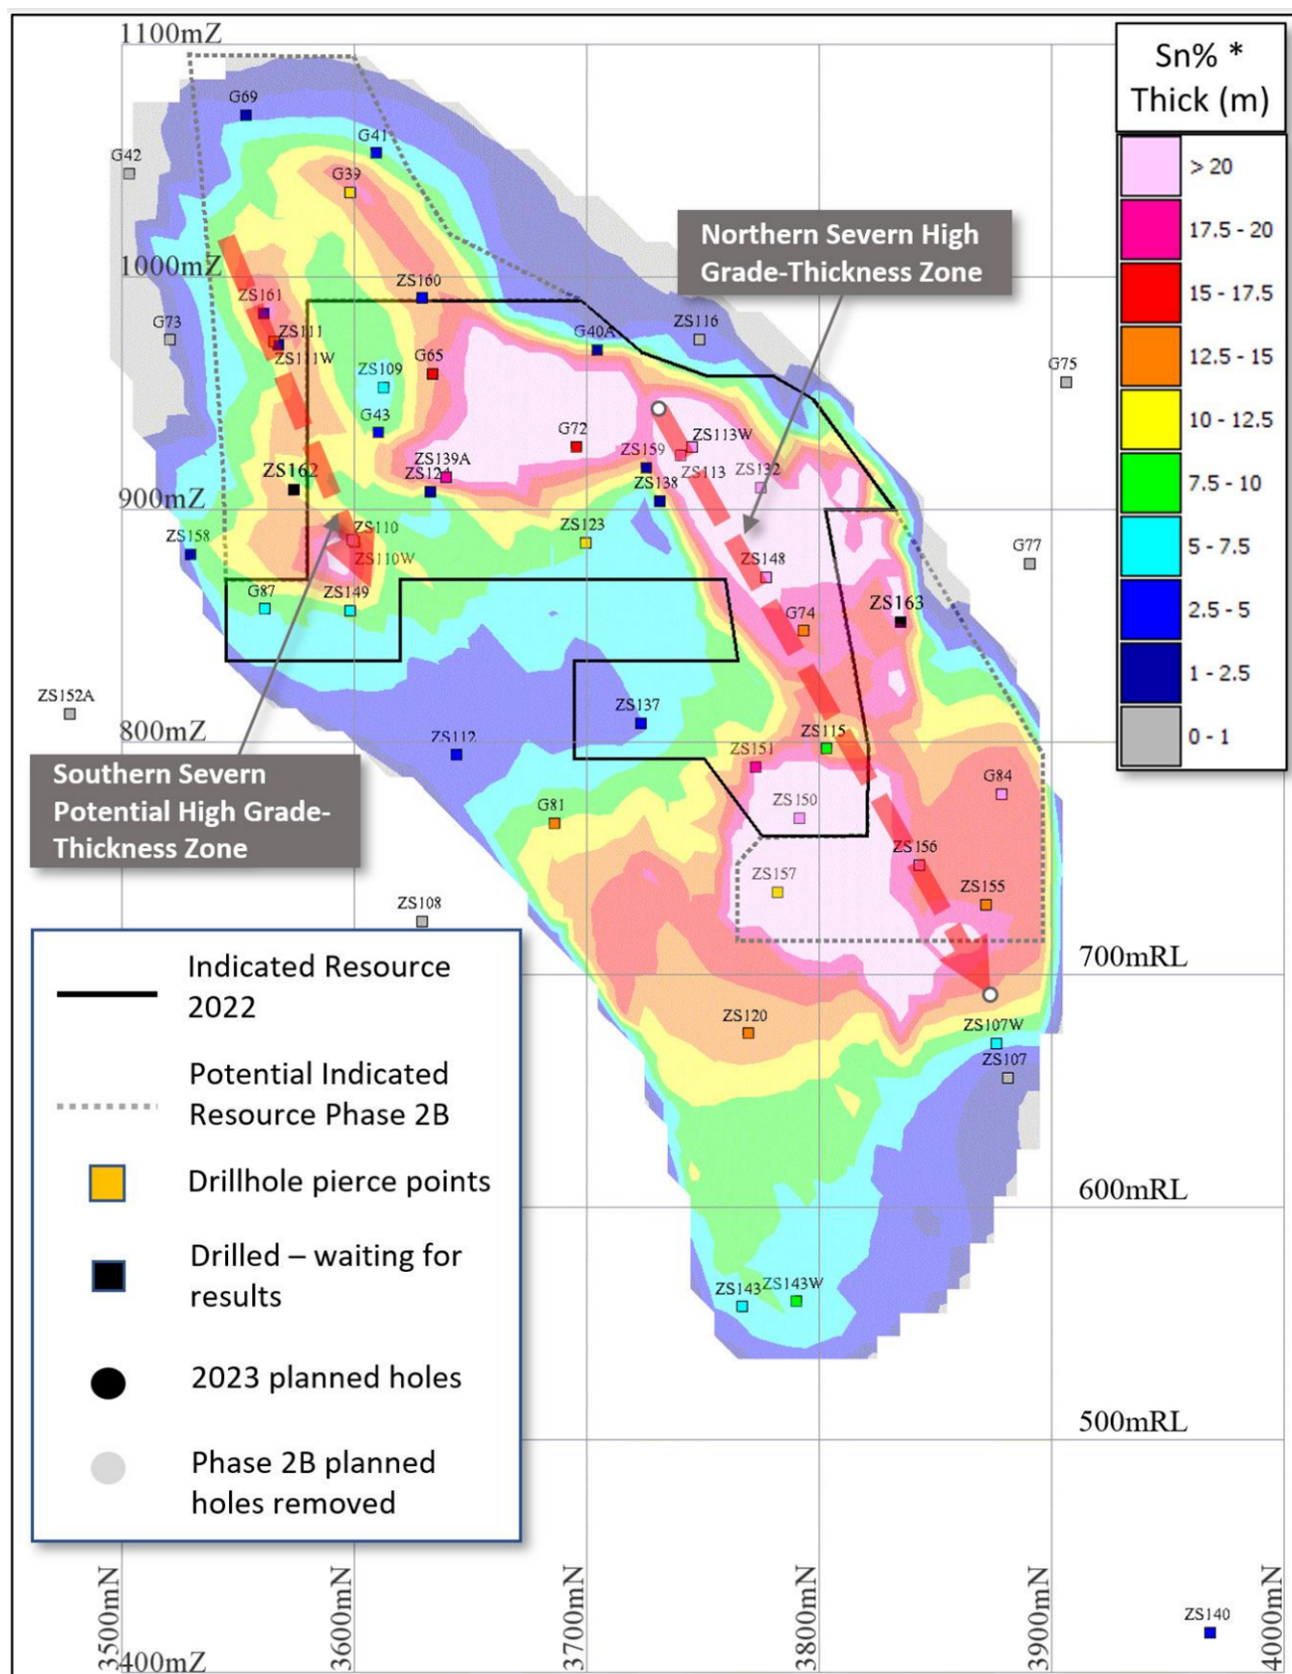 1100mZ
Sn% *
Thick (m)
> 20
17.5 - 20
15 - 17.5
12.5 - 15
10 - 12.5
7.5 - 10
5 - 7.5
2.5 - 5
1 - 2.5
0 - 1
G69
G41
G42
G39
Northern Severn High
Grade-Thickness Zone
1000mZ
ZS160
ZS161
G73
ZS111
ZS111W
G40A
ZS116
G75
ZS109
G65
G43
G72
ZS113W
ZS159
ZS113
ZS139A
ZS162
ZS132
ZS138
900mZ
ZS110
ZS123
ZS158
ZS110W
G77
ZS148
G87
ZS149
G74
ZS163
ZS152A
ZS137
800mZ
ZS112
ZS115
ZS151
G84
Southern Severn
Potential High Grade-
Thickness Zone
G81
ZS150
ZS156
ZS157
ZS155
ZS108
700mRL
ZS120
ZS107W
ZS107
Indicated Resource
2022
Potential Indicated
Resource Phase 2B
Drillhole pierce points
Drilled – waiting for
results
2023 planned holes
Phase 2B planned
holes removed
600mRL
ZS143
ZS143W
500mRL
ZS140
3500mN
3600mN
3700mN
3800mN
3900mN
4000mN
400mZ